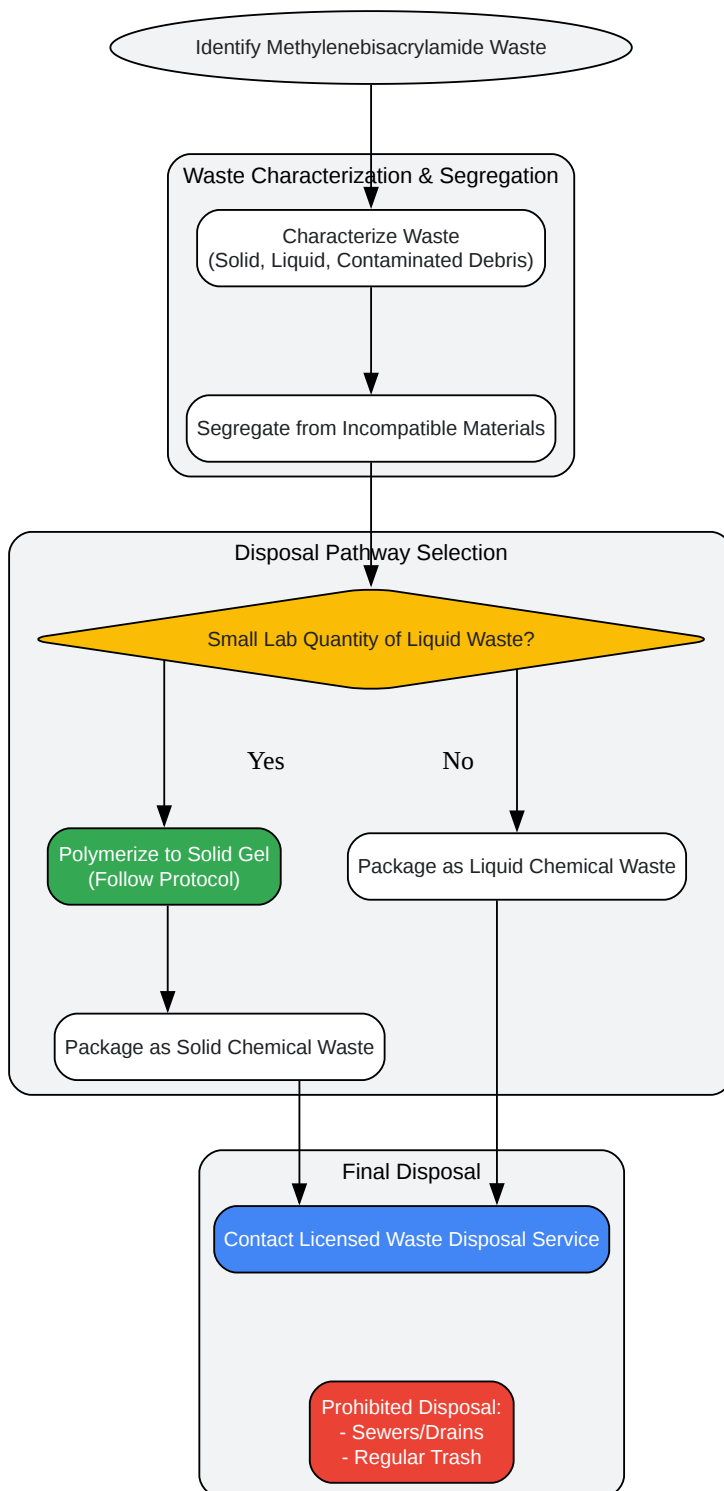 Identify Methylenebisacrylamide Waste
Waste Characterization & Segregation
Characterize Waste
(Solid, Liquid, Contaminated Debris)
Segregate from Incompatible Materials
Disposal Pathway Selection
Small Lab Quantity of Liquid Waste?
Yes
No
Polymerize to Solid Gel
(Follow Protocol)
Package as Liquid Chemical Waste
Package as Solid Chemical Waste
Final Disposal
Contact Licensed Waste Disposal Service
Prohibited Disposal:
- Sewers/Drains
- Regular Trash